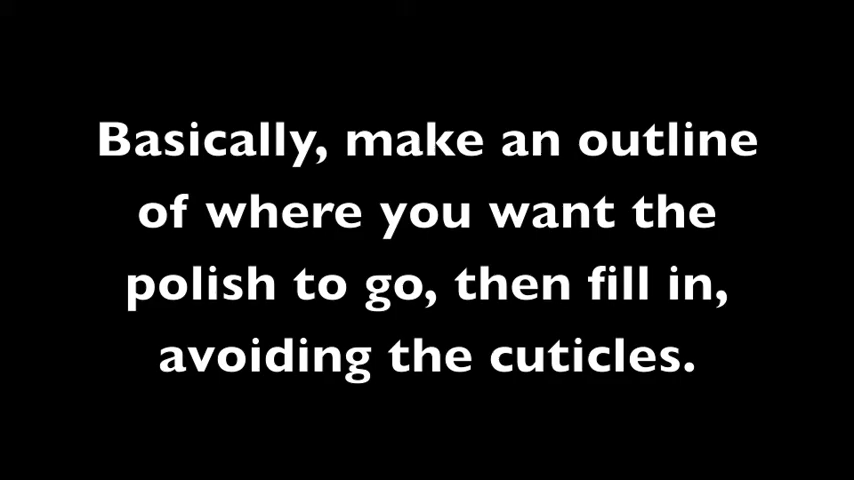 Basically, make an outline
of where you want the
polish to go, then fill in,
avoiding the cuticles.